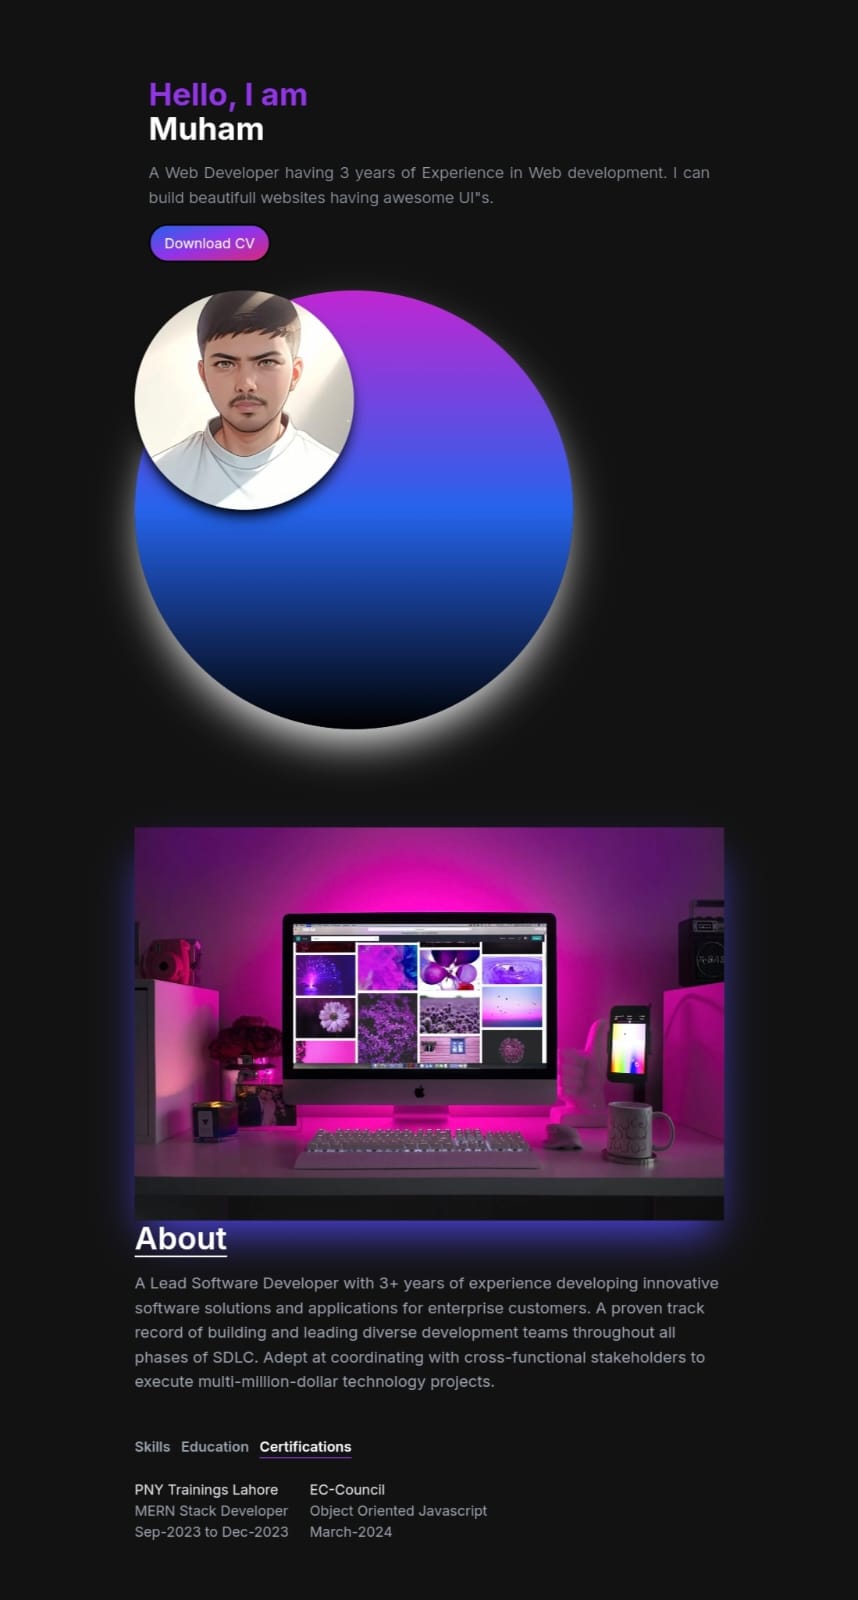 Hello, I am
Muham
A Web Developer having 3 years of Experience in Web development. I can
build beautifull websites having awesome UI"s.
Download CV
About
A Lead Software Developer with 3+ years of experience developing innovative
software solutions and applications for enterprise customers. A proven track
record of building and leading diverse development teams throughout all
phases of SDLC. Adept at coordinating with cross-functional stakeholders to
execute multi-million-dollar technology projects.
Skills Education Certifications
PNY Trainings Lahore EC-Council
MERN Stack Developer Object Oriented Javascript
Sep-2023 to Dec-2023 March-2024